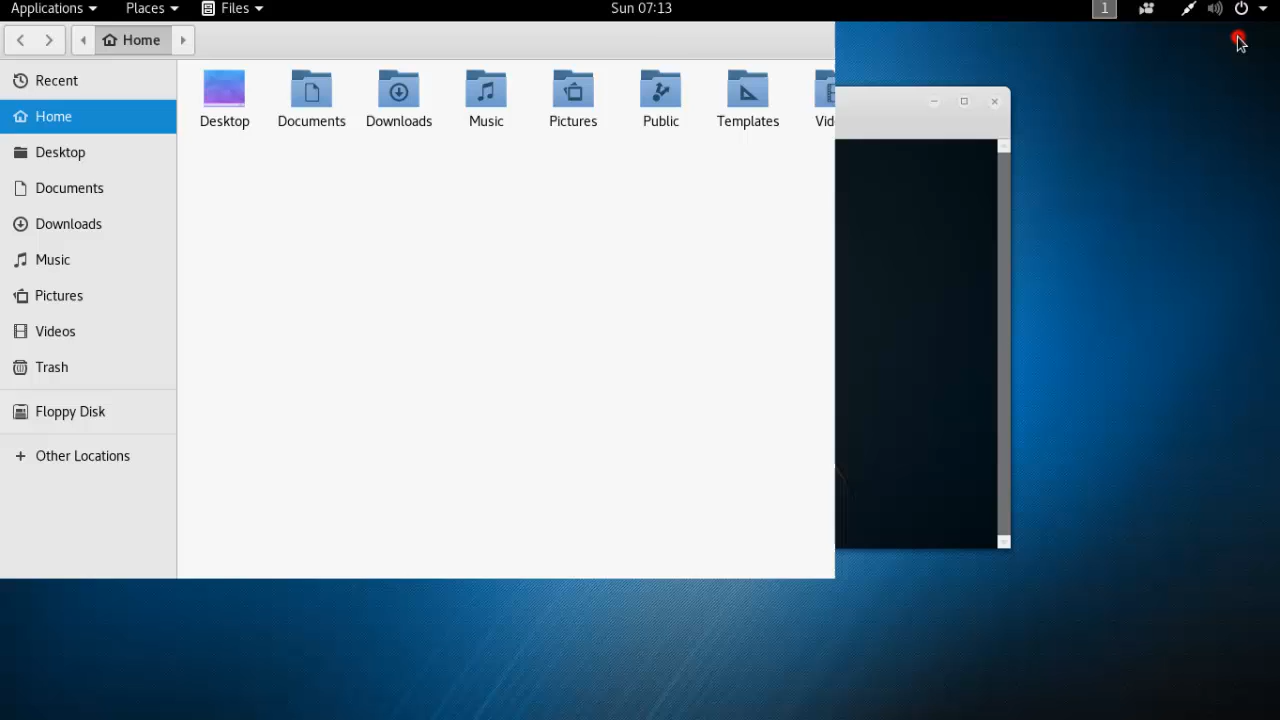 Applications Places Files Sun 07:13 1
Home
Recent
Home
Desktop
Documents
Downloads
Music
Pictures
Videos
Trash
Floppy Disk
Other Locations
Desktop Documents Downloads Music Pictures Public Templates Vid